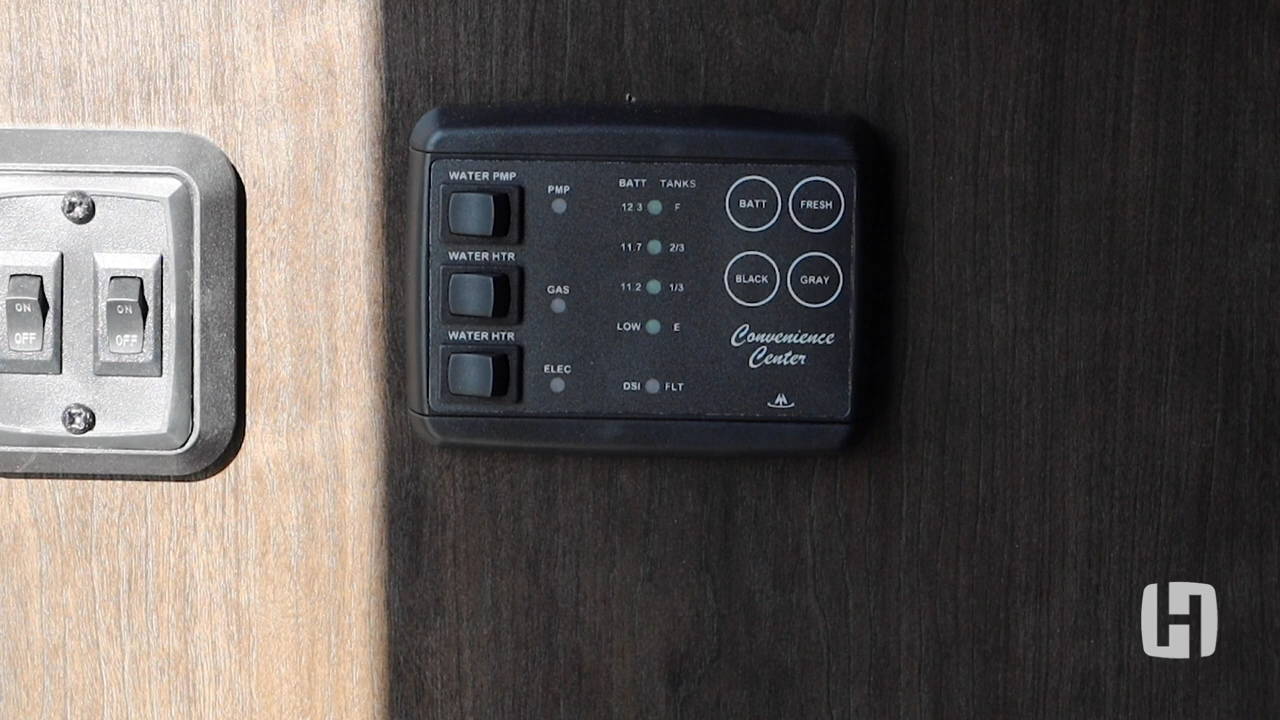 ON
OFF
ON
OFF
WATER PMP
PMP
WATER HTR
GAS
WATER HTR
ELEC
BATT TANKS
12.3 F
11.7 2/3
11.2 1/3
LOW E
DSI FLT
BATT
FRESH
BLACK
GRAY
Convenience
Center